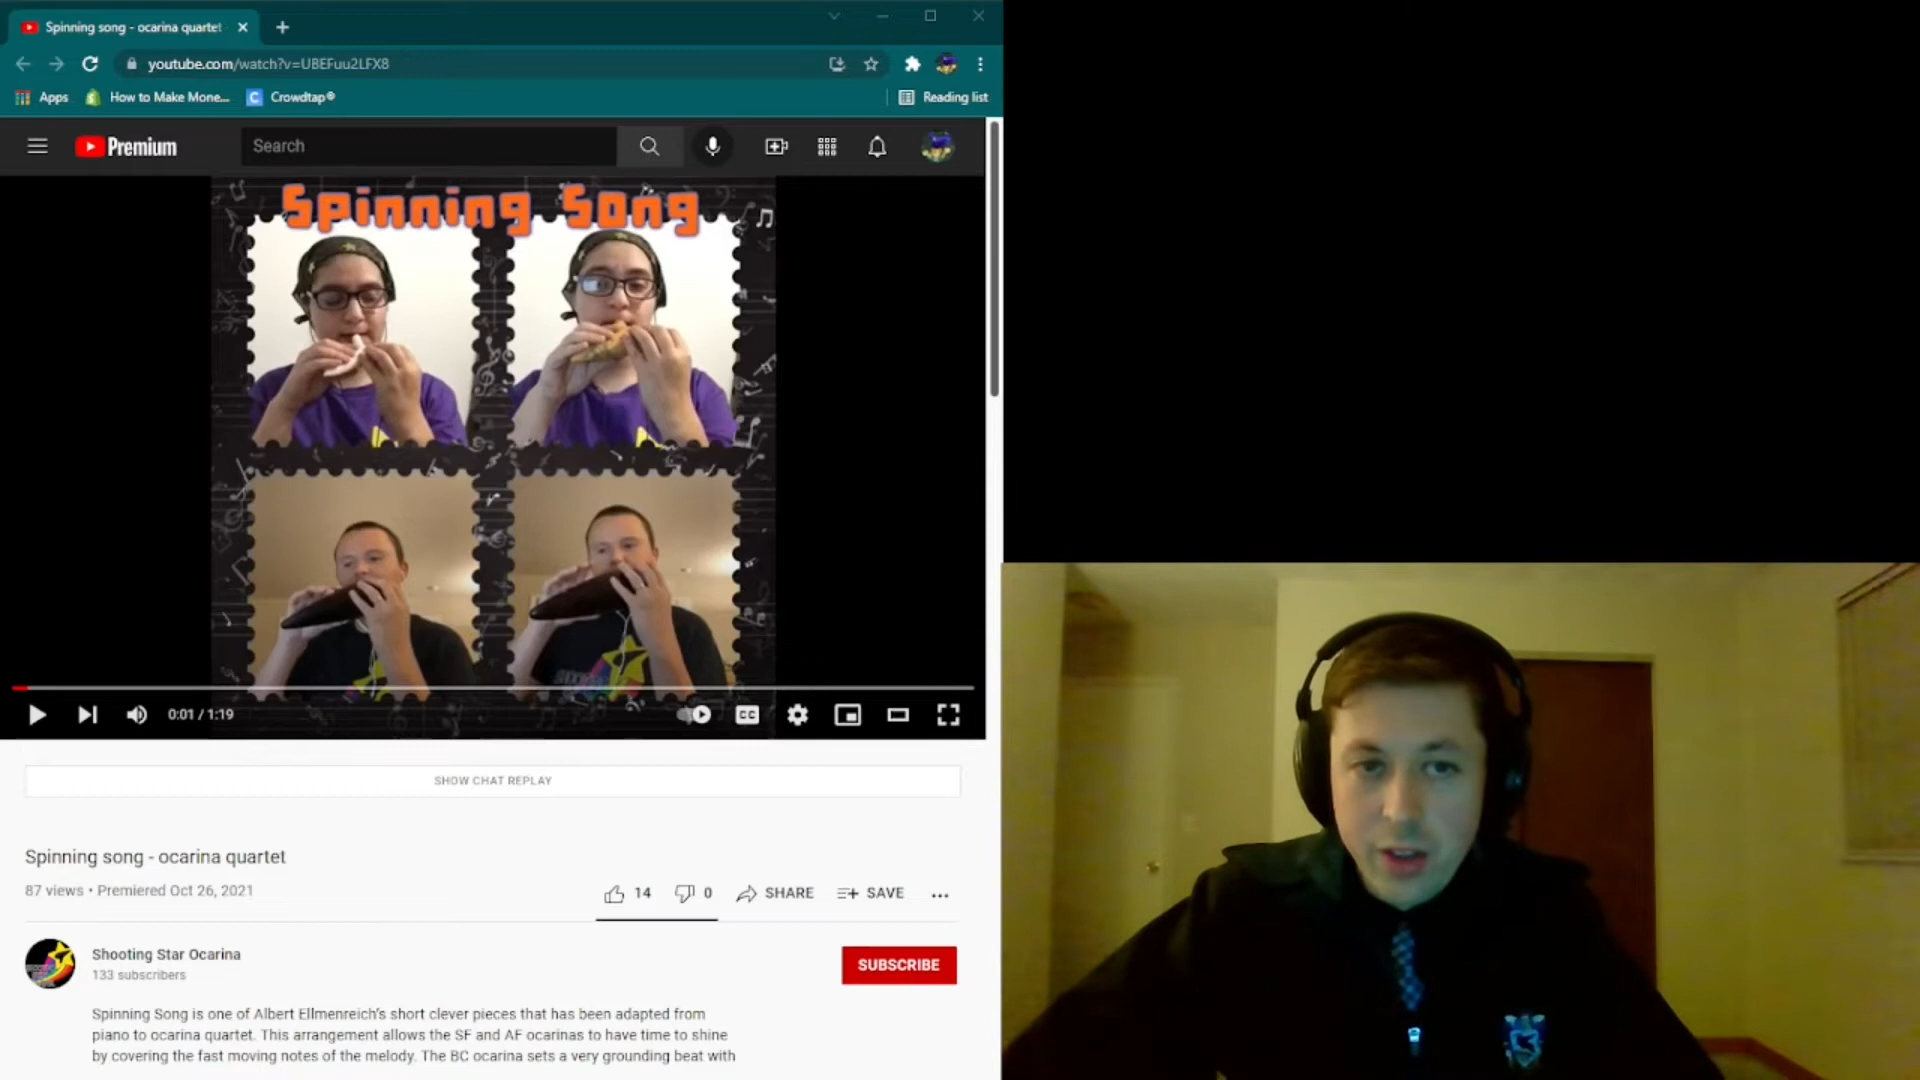 Spinning song - ocarina quartet
youtube.com/watch?v=UBEFuu2LFX8
Apps
How to Make Mone...
Crowdtap®
Reading list
Premium
Search
Spinning Song
0:01 / 1:19
CC
SHOW CHAT REPLAY
Spinning song - ocarina quartet
87 views • Premiered Oct 26, 2021
14
0
SHARE
SAVE
Shooting Star Ocarina
133 subscribers
SUBSCRIBE
Spinning Song is one of Albert Ellmenreich's short clever pieces that has been adapted from
piano to ocarina quartet. This arrangement allows the SF and AF ocarinas to have time to shine
by covering the fast moving notes of the melody. The BC ocarina sets a very grounding beat with